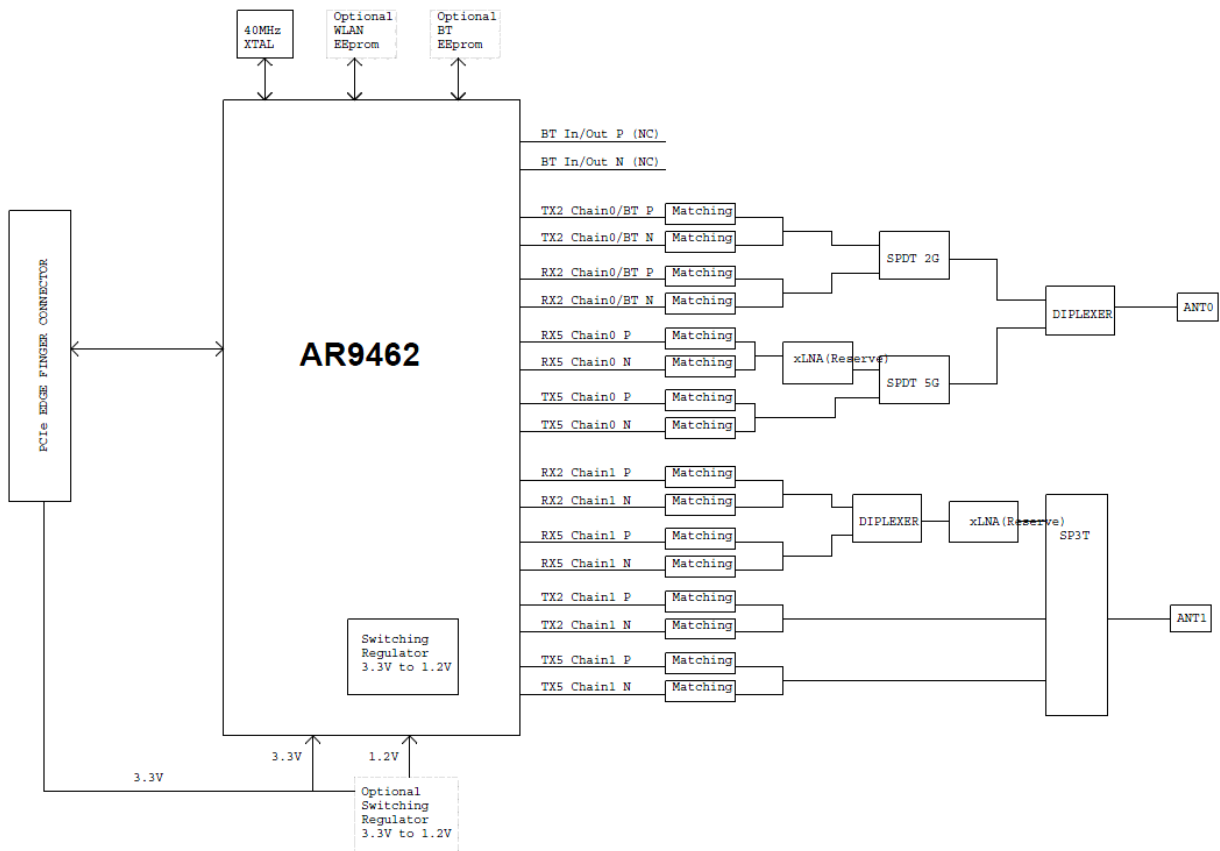 40MHz
XTAL
Optional
WLAN
EEprom
Optional
BT
EEprom
BT In/Out P (NC)
BT In/Out N (NC)
TX2 Chain0/BT P
Matching
TX2 Chain0/BT N
Matching
SPDT 2G
RX2 Chain0/BT P
Matching
RX2 Chain0/BT N
Matching
DIPLEXER
ANT0
RX5 Chain0 P
Matching
xLNA(Reserve)
RX5 Chain0 N
Matching
SPDT 5G
TX5 Chain0 P
Matching
TX5 Chain0 N
Matching
PCIe EDGE FINGER CONNECTOR
AR9462
RX2 Chain1 P
Matching
RX2 Chain1 N
Matching
DIPLEXER
xLNA(Reserve)
SP3T
RX5 Chain1 P
Matching
RX5 Chain1 N
Matching
TX2 Chain1 P
Matching
TX2 Chain1 N
Matching
ANT1
TX5 Chain1 P
Matching
TX5 Chain1 N
Matching
Switching
Regulator
3.3V to 1.2V
3.3V
1.2V
3.3V
Optional
Switching
Regulator
3.3V to 1.2V